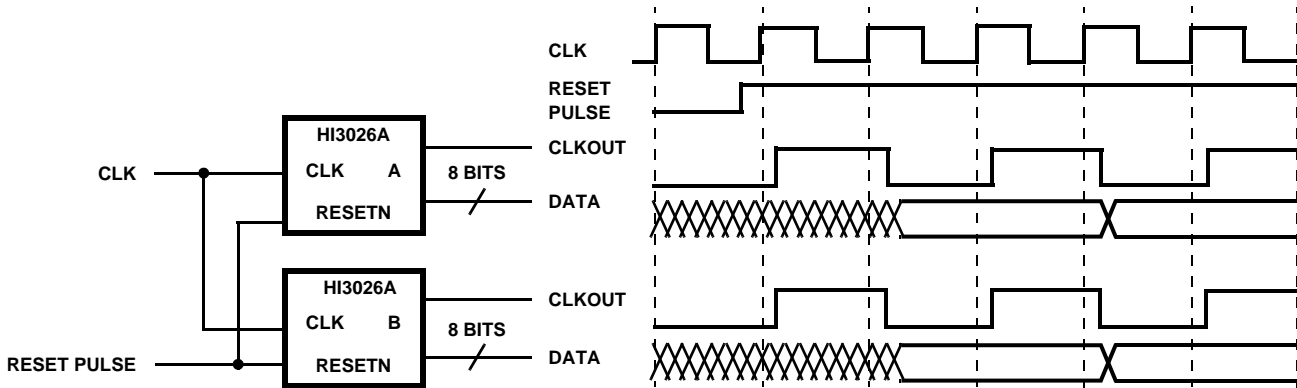 CLK
RESET
PULSE
HI3026A
CLKOUT
CLK A
8 BITS
CLK
DATA
RESETN
HI3026A
CLKOUT
CLK B
8 BITS
RESET PULSE
RESETN
DATA